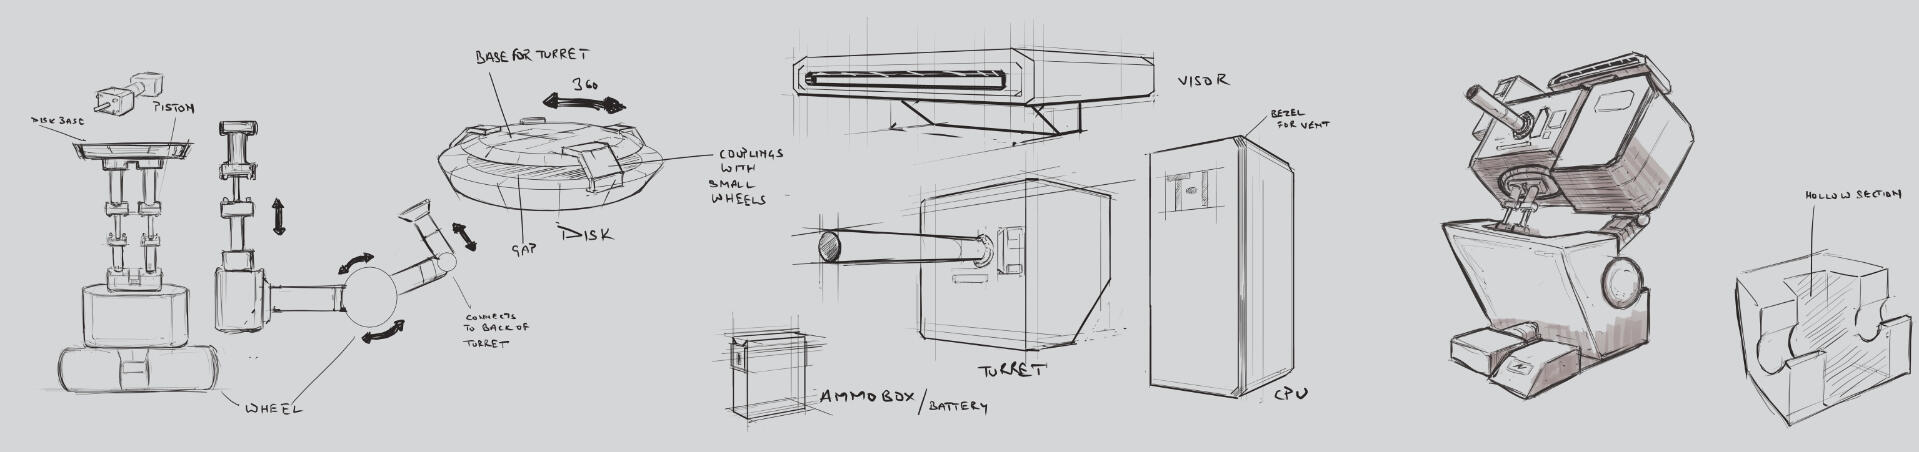 PISTON
DISK BASE
WHEEL
CONNECTS
TO BACK OF
TURRET
BASE FOR TURRET
360
COUPLINGS
WITH
SMALL
WHEELS
GAP
DISK
VISOR
BEZEL
FOR VENT
TURRET
AMMO BOX/BATTERY
CPU
HOLLOW SECTION